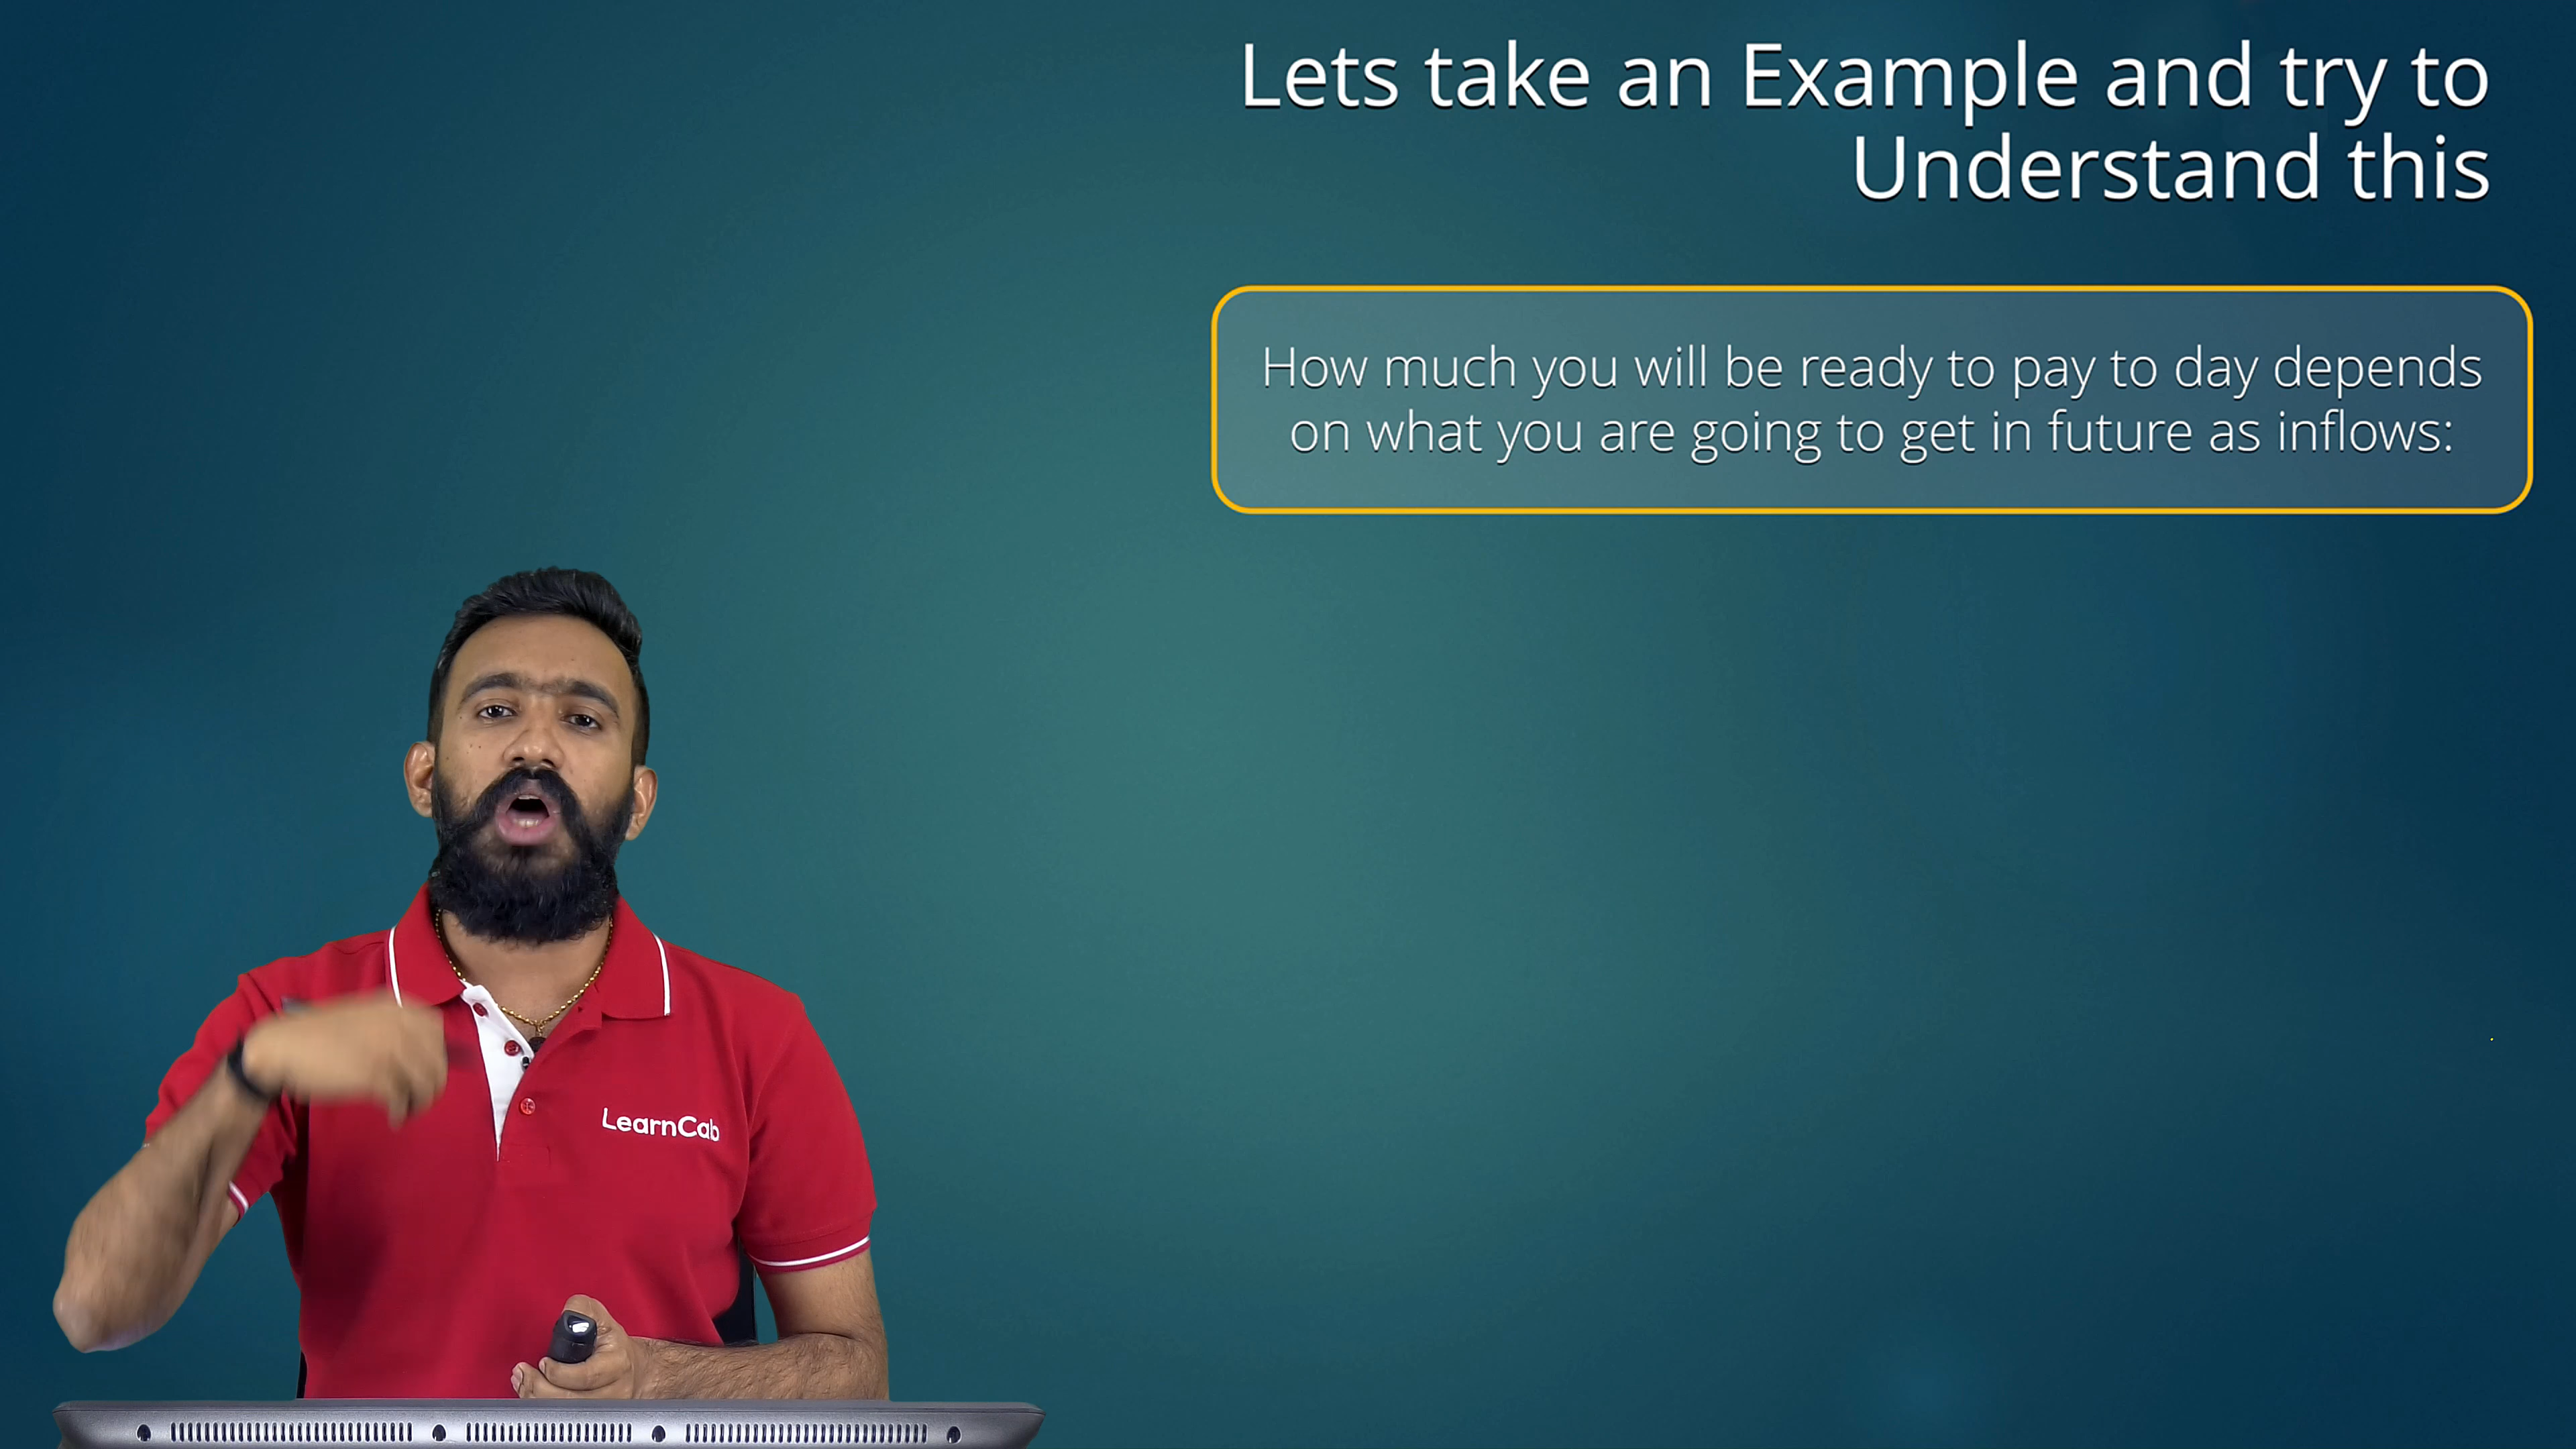 Lets take an Example and try to
Understand this
How much you will be ready to pay to day depends
on what you are going to get in future as inflows:
LearnCab